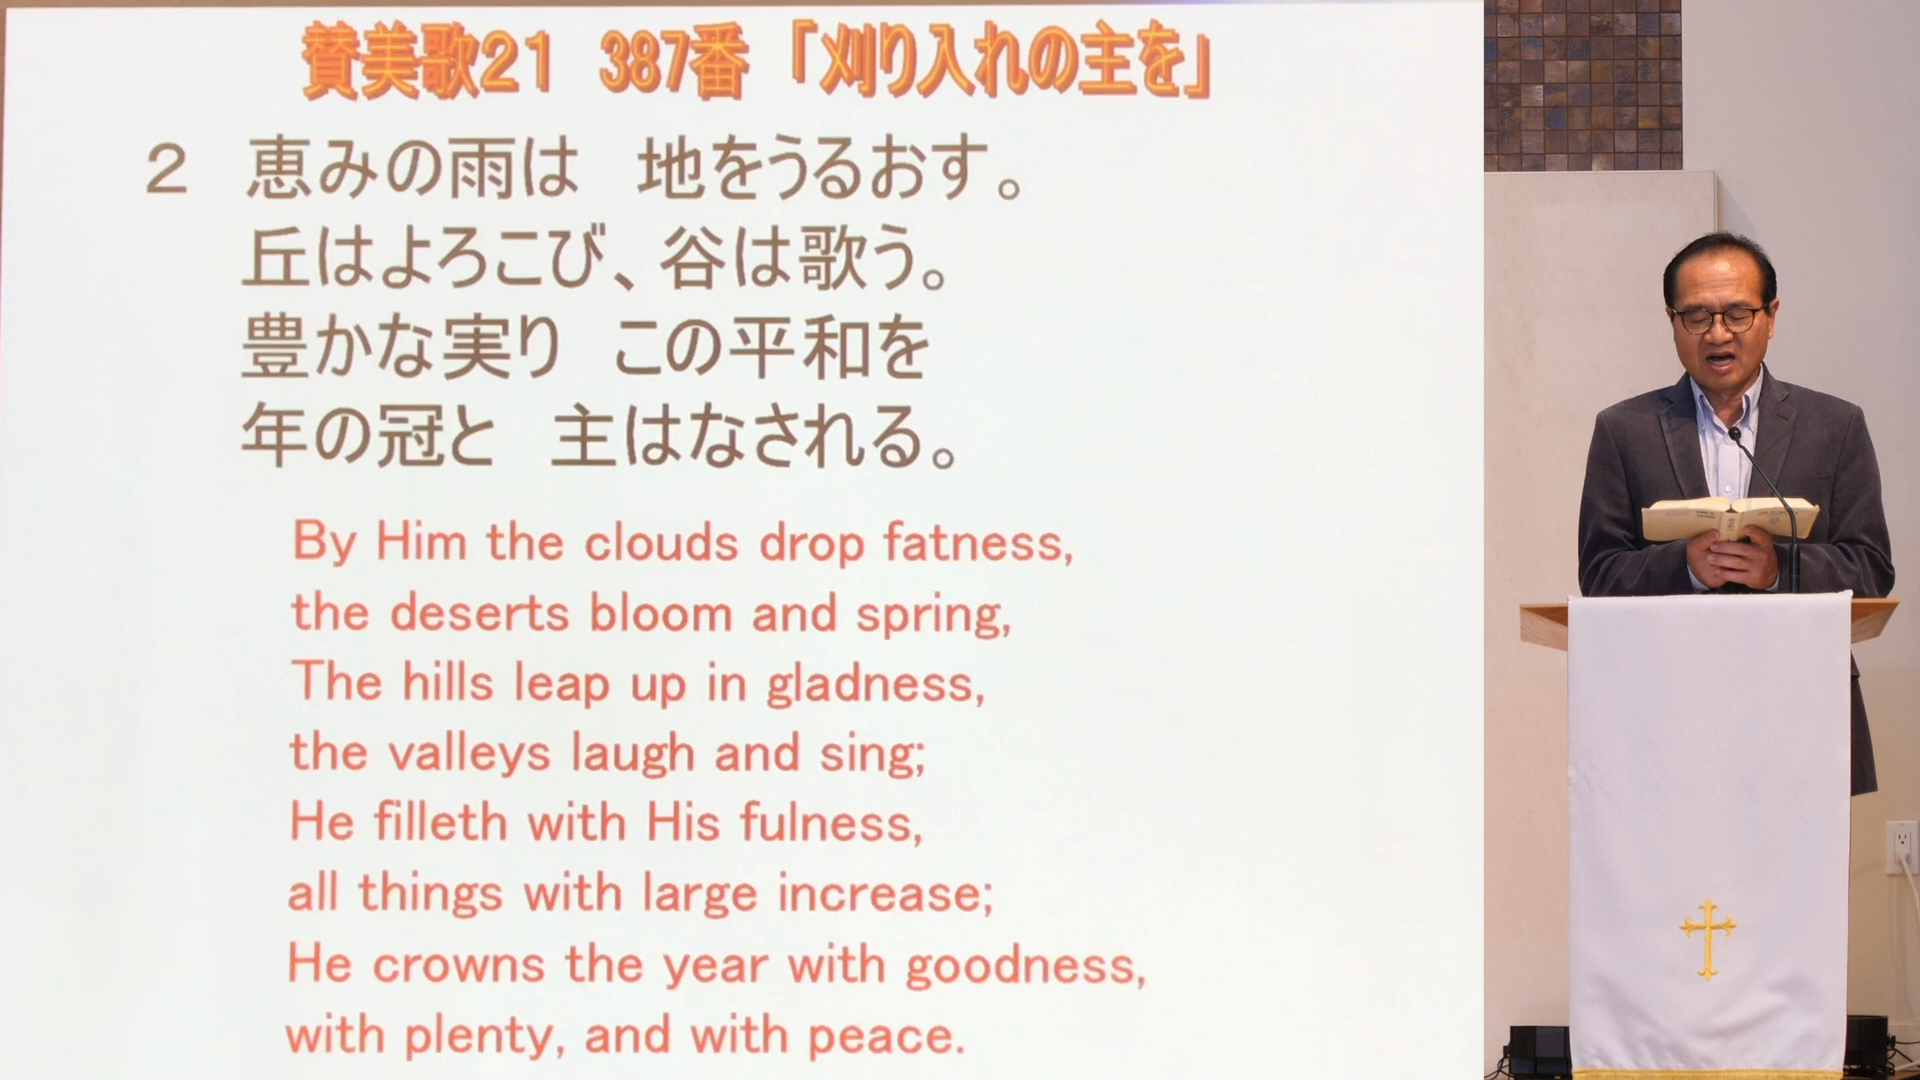 賛美歌21 387番 「刈り入れの主を」
2 恵みの雨は 地をうるおす。
丘はよろこび、谷は歌う。
豊かな実り この平和を
年の冠と 主はなされる。
By Him the clouds drop fatness,
the deserts bloom and spring,
The hills leap up in gladness,
the valleys laugh and sing;
He filleth with His fulness,
all things with large increase;
He crowns the year with goodness,
with plenty, and with peace.